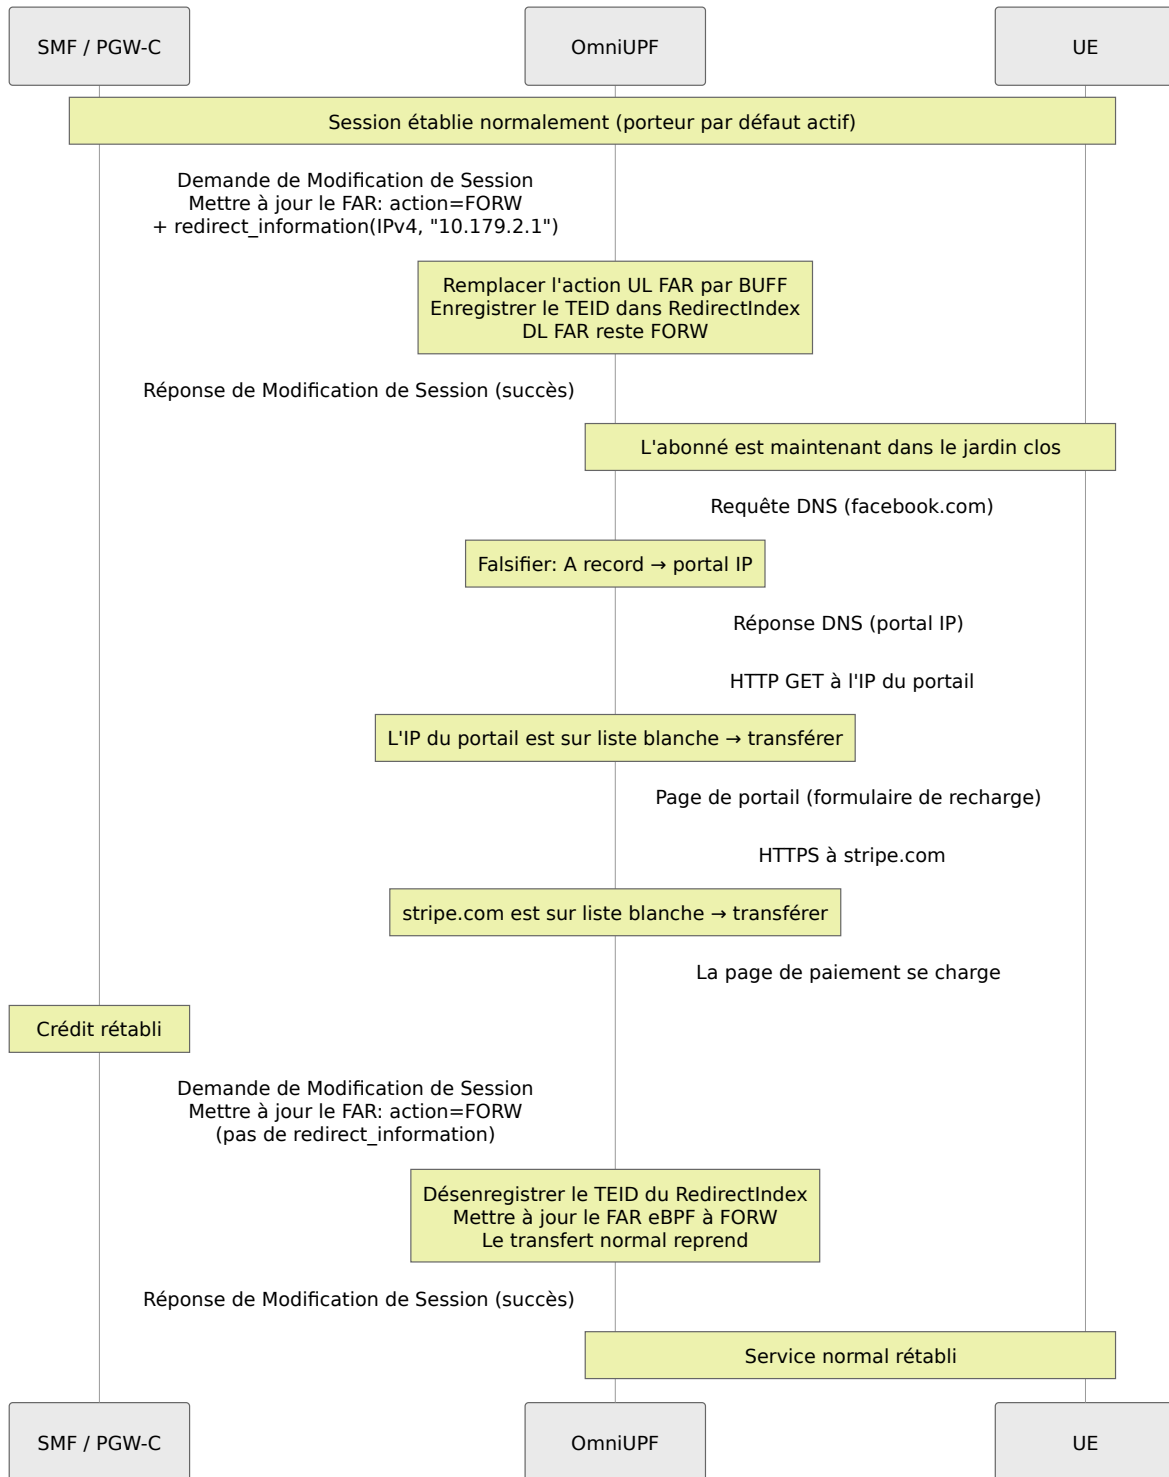 SMF / PGW-C
OmniUPF
UE
Session établie normalement (porteur par défaut actif)
Demande de Modification de Session
Mettre à jour le FAR: action=FORW
+ redirect_information(IPv4, "10.179.2.1")
Remplacer l'action UL FAR par BUFF
Enregistrer le TEID dans RedirectIndex
DL FAR reste FORW
Réponse de Modification de Session (succès)
L'abonné est maintenant dans le jardin clos
Requête DNS (facebook.com)
Falsifier: A record → portal IP
Réponse DNS (portal IP)
HTTP GET à l'IP du portail
L'IP du portail est sur liste blanche → transférer
Page de portail (formulaire de recharge)
HTTPS à stripe.com
stripe.com est sur liste blanche → transférer
La page de paiement se charge
Crédit rétabli
Demande de Modification de Session
Mettre à jour le FAR: action=FORW
(pas de redirect_information)
Désenregistrer le TEID du RedirectIndex
Mettre à jour le FAR eBPF à FORW
Le transfert normal reprend
Réponse de Modification de Session (succès)
Service normal rétabli
SMF / PGW-C
OmniUPF
UE